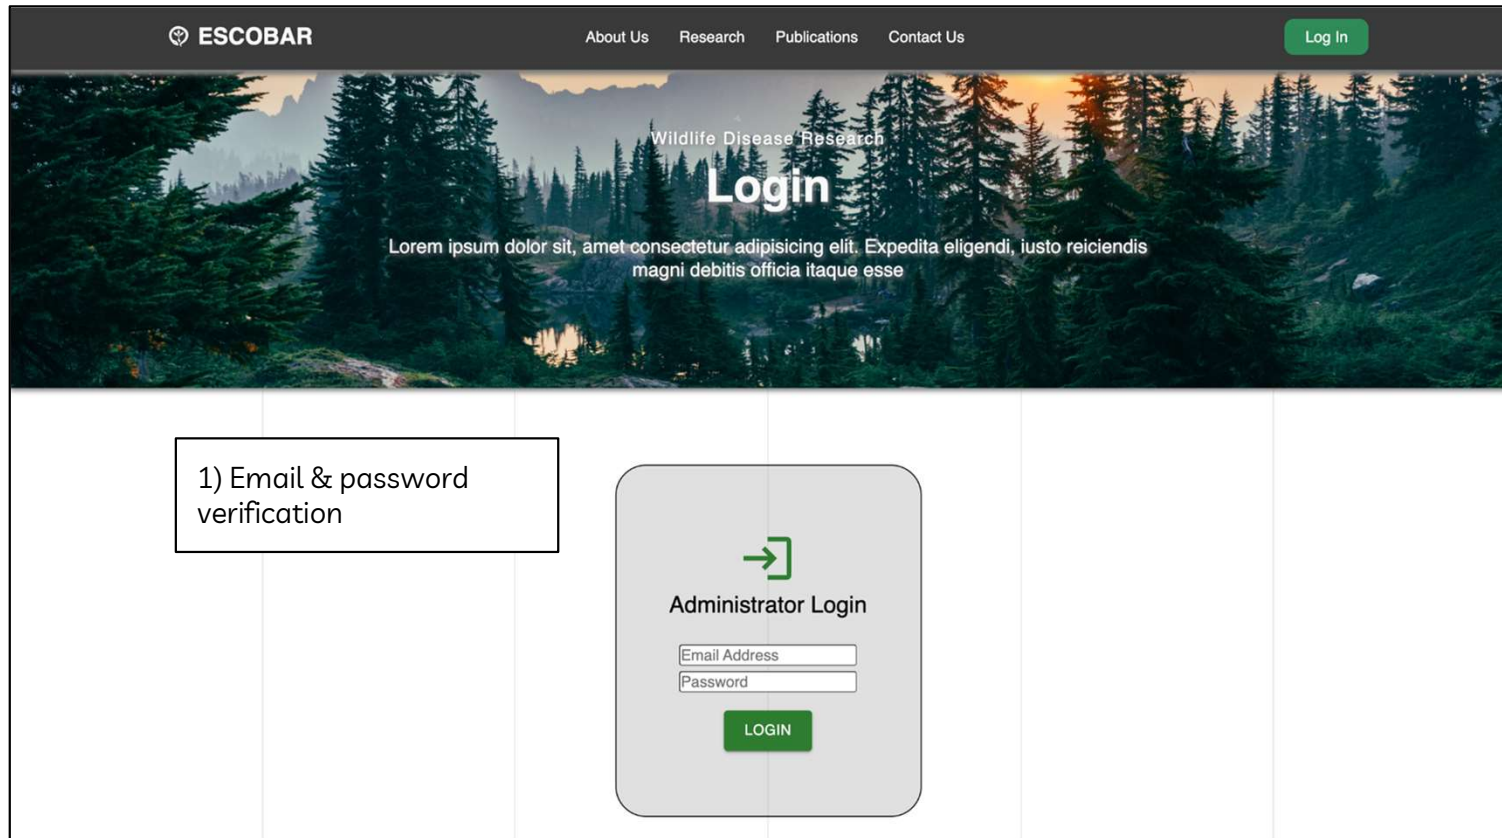 ESCOBAR
About Us
Research
Publications
Contact Us
Log In
Wildlife Disease Research
Login
Lorem ipsum dolor sit, amet consectetur adipisicing elit. Expedita eligendi, iusto reiciendis
magni debitis officia itaque esse
1) Email & password
verification
Administrator Login
Email Address
Password
LOGIN